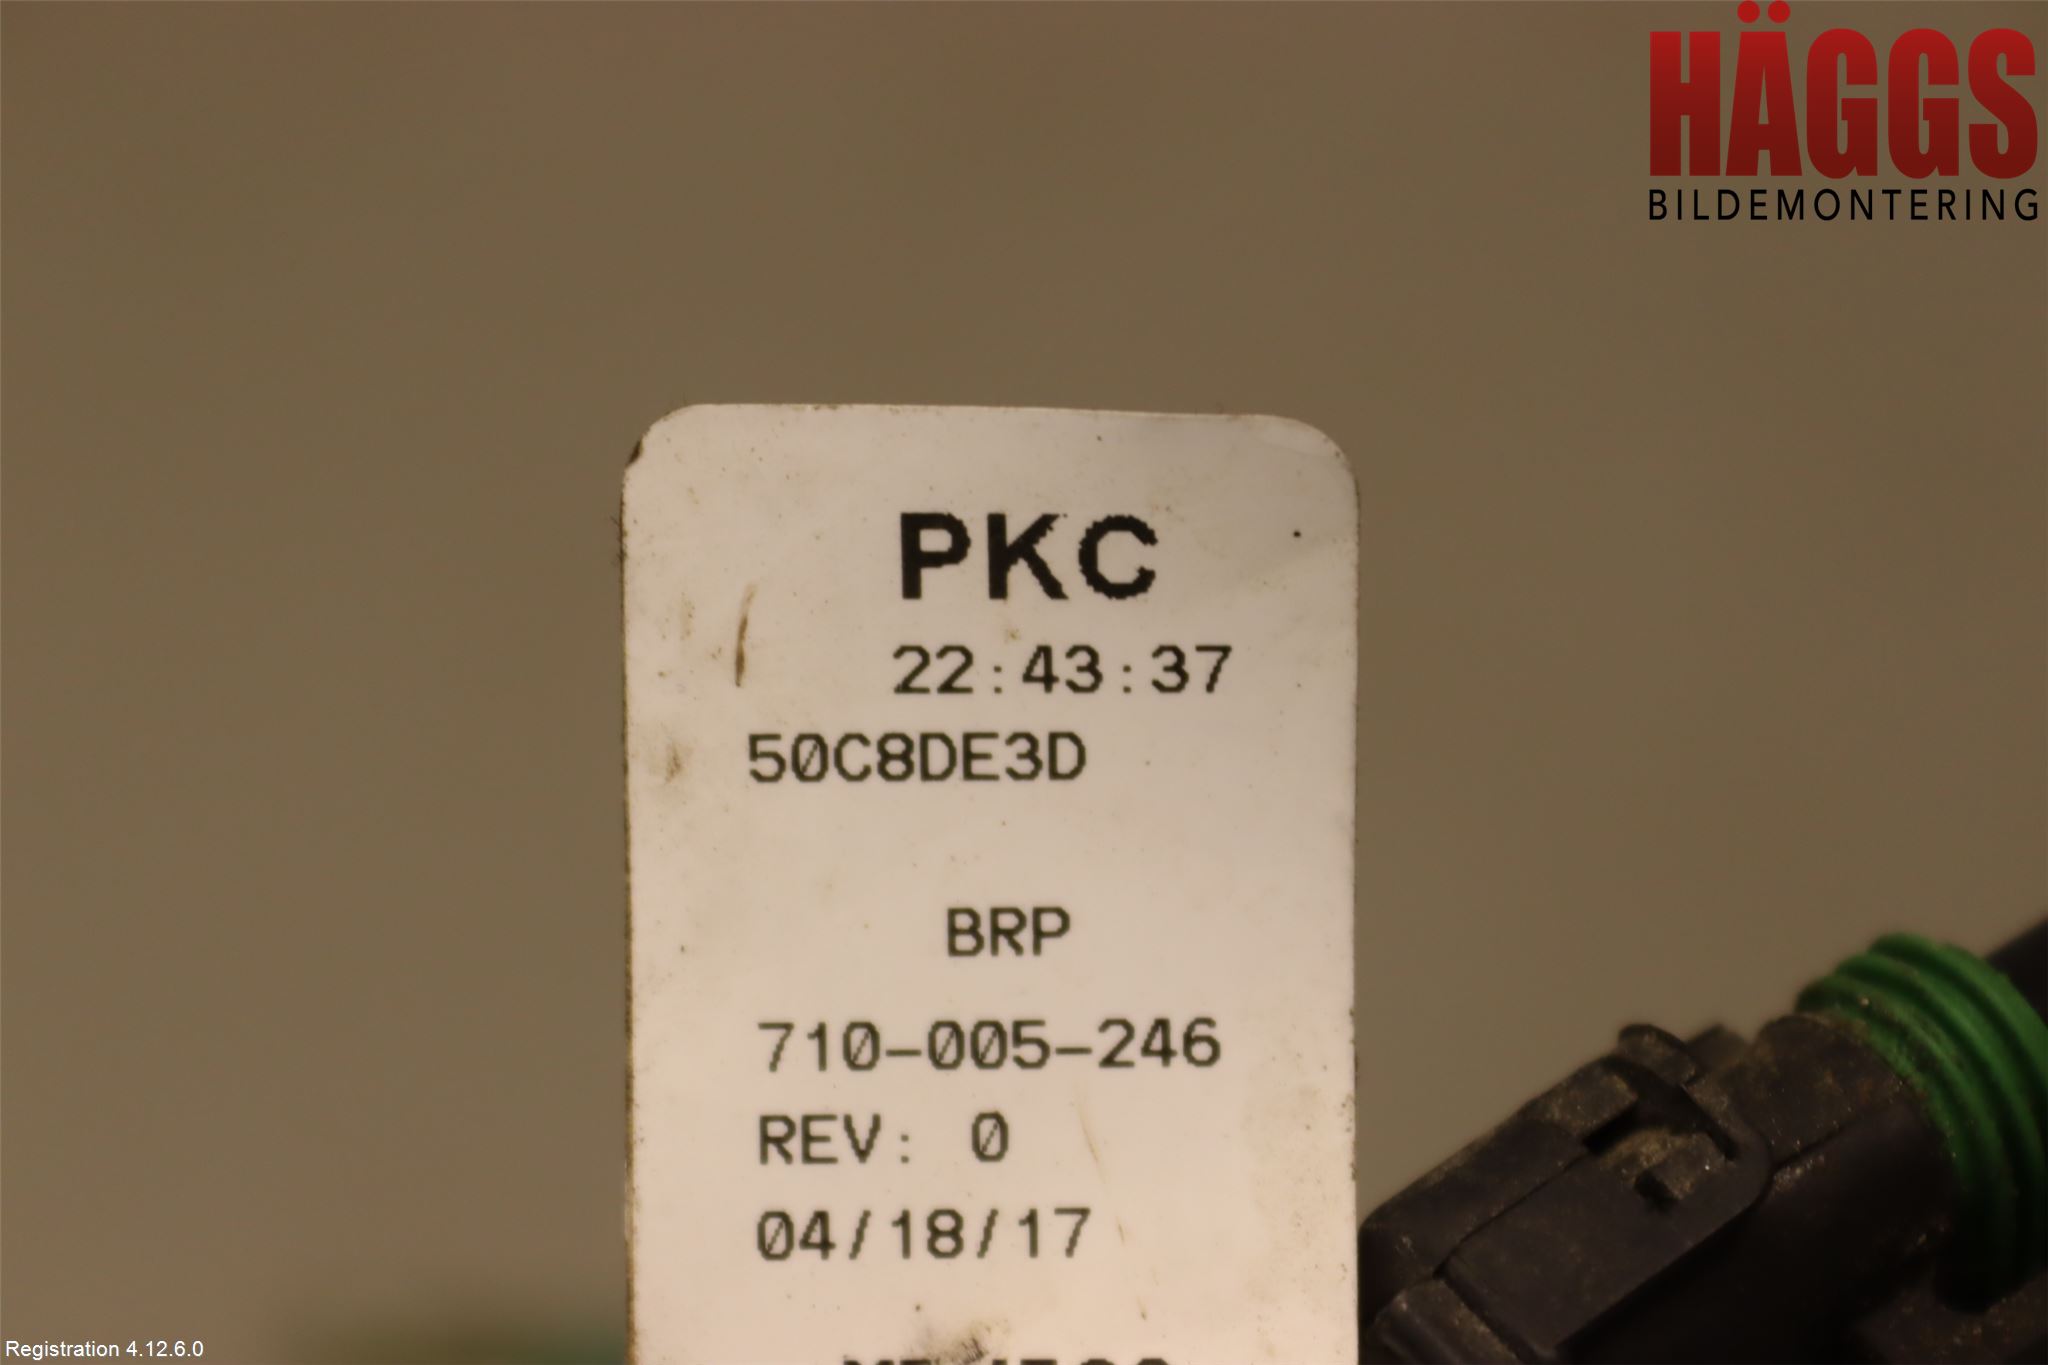 HÄGGS
BILDEMONTERING
PKC
22:43:37
50C8DE3D
BRP
710-005-246
REV: 0
04/18/17
Registration 4.12.6.0